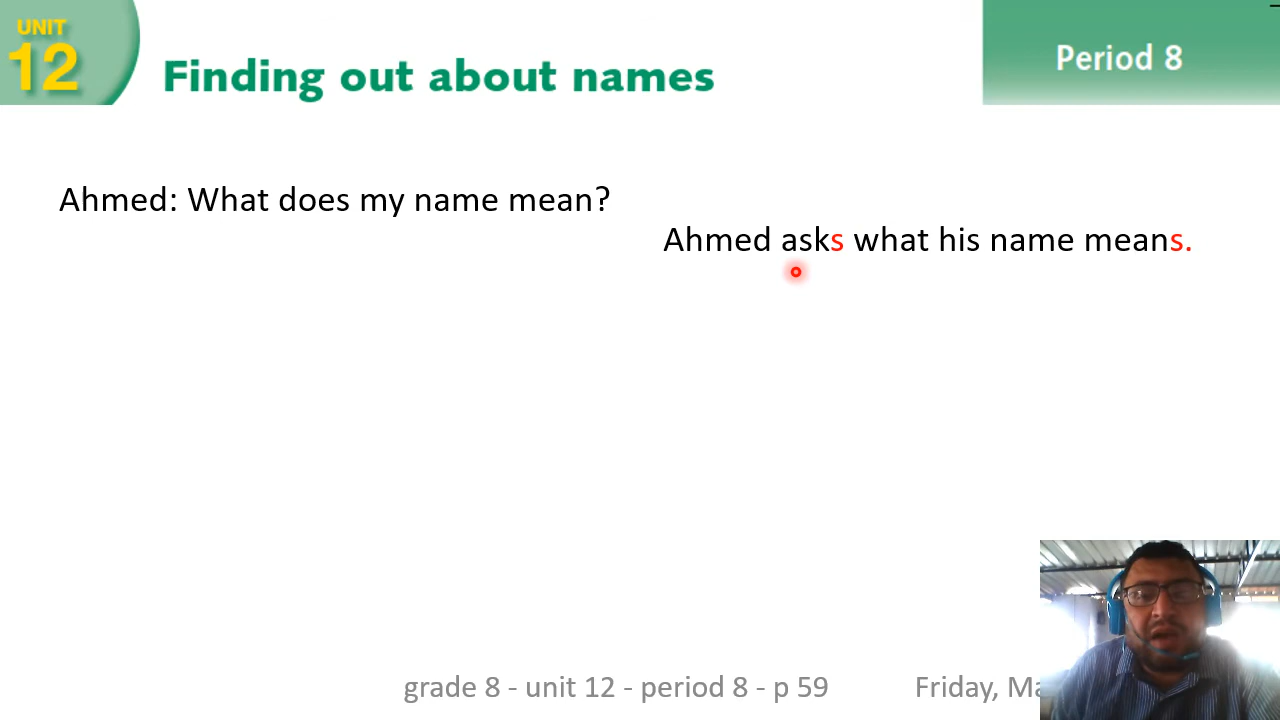 UNIT
12
Finding out about names
Period 8
Ahmed: What does my name mean?
Ahmed asks what his name means.
grade 8 - unit 12 - period 8 - p 59
Friday,